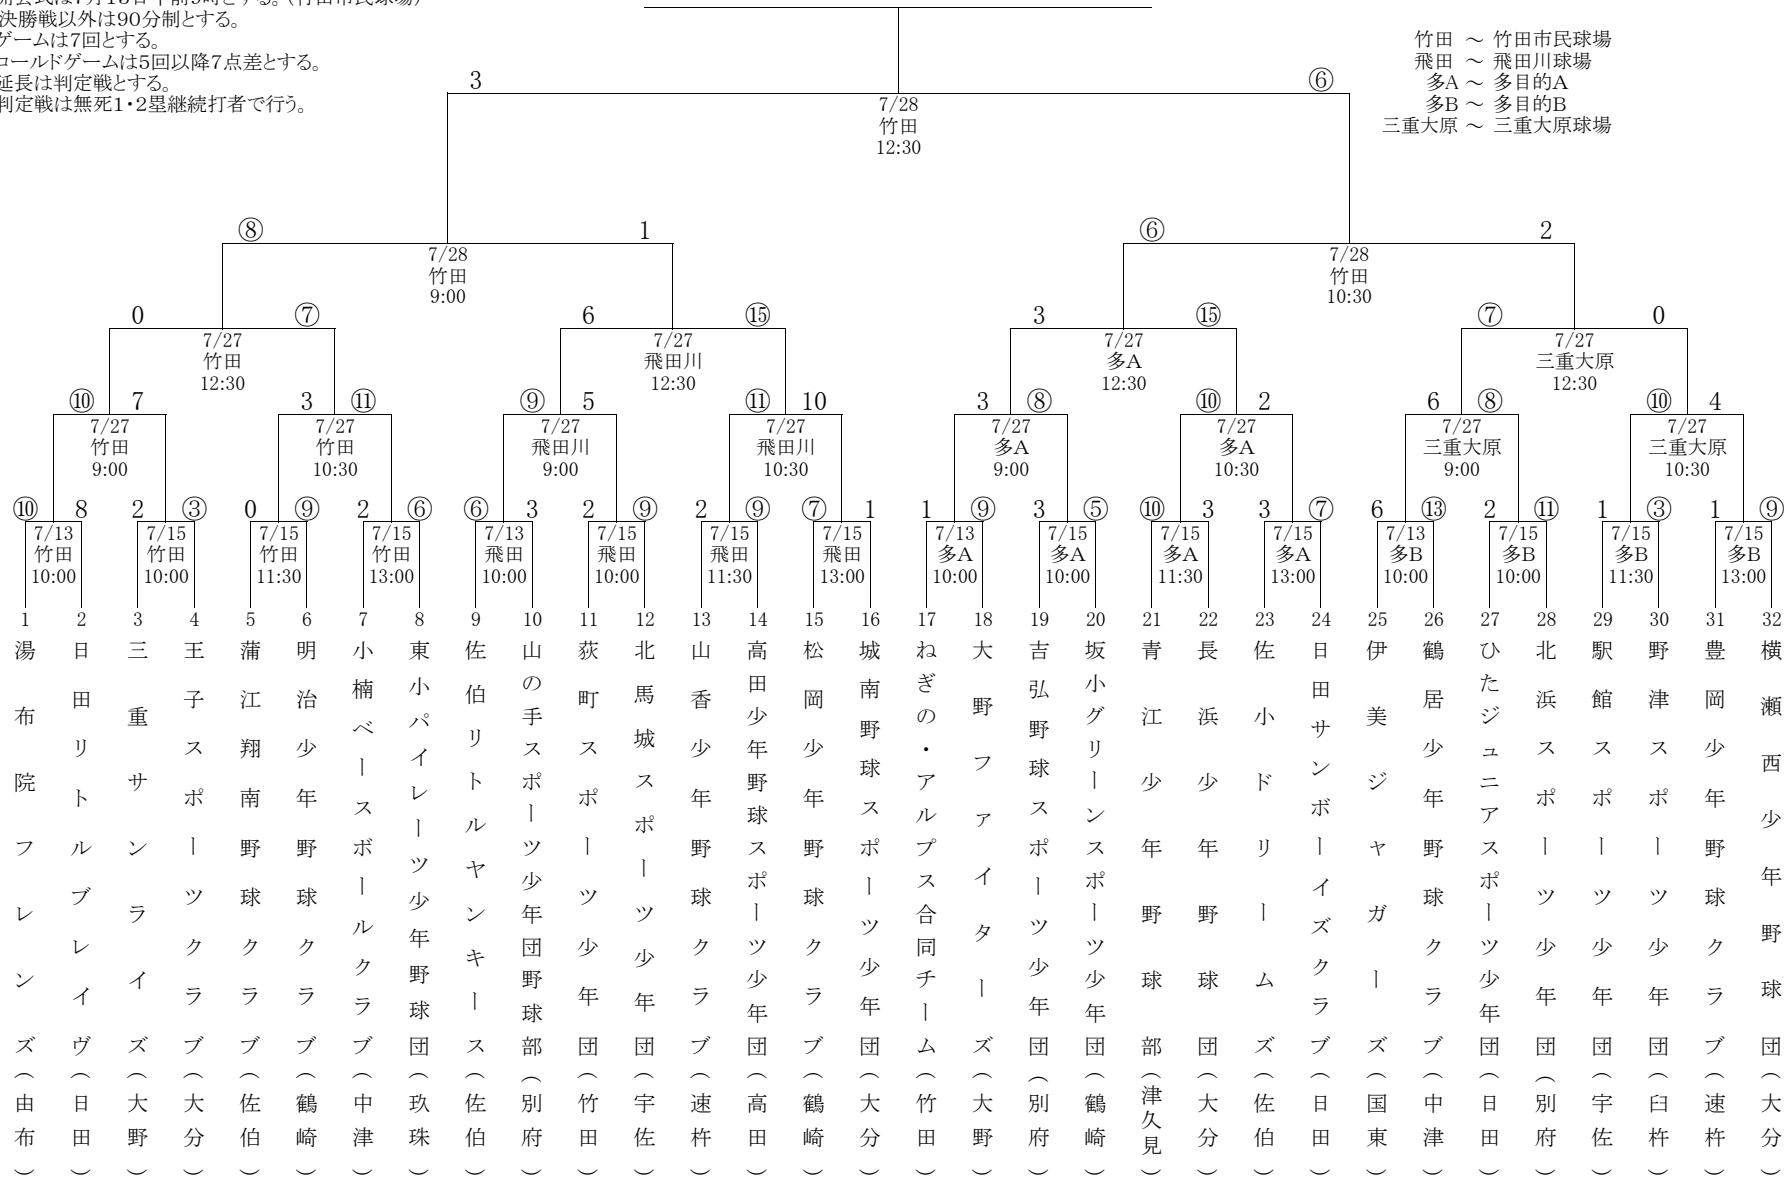 決勝戦以外は90分制とする。
ゲームは7回とする。
コールドゲームは5回以降7点差とする。
延長は判定戦とする。
判定戦は無死1・2塁継続打者で行う。
竹田 ～ 竹田市民球場
飛田 ～ 飛田川球場
多A ～ 多目的A
多B ～ 多目的B
三重大原 ～ 三重大原球場
3 ⑥
7/28
竹田
12:30
⑧ 1 ⑥ 2
7/28 7/28
竹田 竹田
9:00 10:30
0 ⑦ 6 ⑮ 3 ⑮ ⑦ 0
7/27 7/27 7/27 7/27
竹田 飛田川 多A 三重大原
12:30 12:30 12:30 12:30
⑩ 7 3 ⑪ ⑨ 5 ⑪ 10 3 ⑧ ⑩ 2 6 ⑧ ⑩ 4
7/27 7/27 7/27 7/27 7/27 7/27 7/27 7/27
竹田 竹田 飛田川 飛田川 多A 多A 三重大原 三重大原
9:00 10:30 9:00 10:30 9:00 10:30 9:00 10:30
⑩ 8 2 ③ 0 ⑨ 2 ⑥ ⑥ 3 2 ⑨ 2 ⑨ ⑦ 1 1 ⑨ 3 ⑤ ⑩ 3 3 ⑦ 6 ⑬ 2 ⑪ 1 ③ 1 ⑨
7/13 7/15 7/15 7/15 7/13 7/15 7/15 7/15 7/13 7/15 7/15 7/15 7/13 7/15 7/15 7/15
竹田 竹田 竹田 竹田 飛田 飛田 飛田 飛田 多A 多A 多A 多A 多B 多B 多B 多B
10:00 10:00 11:30 13:00 10:00 10:00 11:30 13:00 10:00 10:00 11:30 13:00 10:00 10:00 11:30 13:00
1 湯布院フレンズ(由布)
2 日田リトルブレイヴ(日田)
3 三重サンライズ(大野)
4 王子スポーツクラブ(大分)
5 蒲江翔南野球クラブ(佐伯)
6 明治少年野球クラブ(鶴崎)
7 小楠ベースボールクラブ(中津)
8 東小パイレーツ少年野球団(玖珠)
9 佐伯リトルヤンキース(佐伯)
10 山の手スポーツ少年団野球部(別府)
11 荻町スポーツ少年団(竹田)
12 北馬城スポーツ少年団(宇佐)
13 山香少年野球クラブ(速杵)
14 高田少年野球スポーツ少年団(高田)
15 松岡少年野球クラブ(鶴崎)
16 城南野球スポーツ少年団(大分)
17 ねぎの・アルプス合同チーム(竹田)
18 大野ファイターズ(大野)
19 吉弘野球スポーツ少年団(別府)
20 坂小グリーンスポーツ少年団(鶴崎)
21 青江少年野球部(津久見)
22 長浜少年野球団(大分)
23 佐小ドリームズ(佐伯)
24 日田サンボーイズクラブ(日田)
25 伊美ジャガーズ(国東)
26 鶴居少年野球クラブ(中津)
27 ひたジュニアスポーツ少年団(日田)
28 北浜スポーツ少年団(別府)
29 駅館スポーツ少年団(宇佐)
30 野津スポーツ少年団(臼杵)
31 豊岡少年野球クラブ(速杵)
32 横瀬西少年野球団(大分)